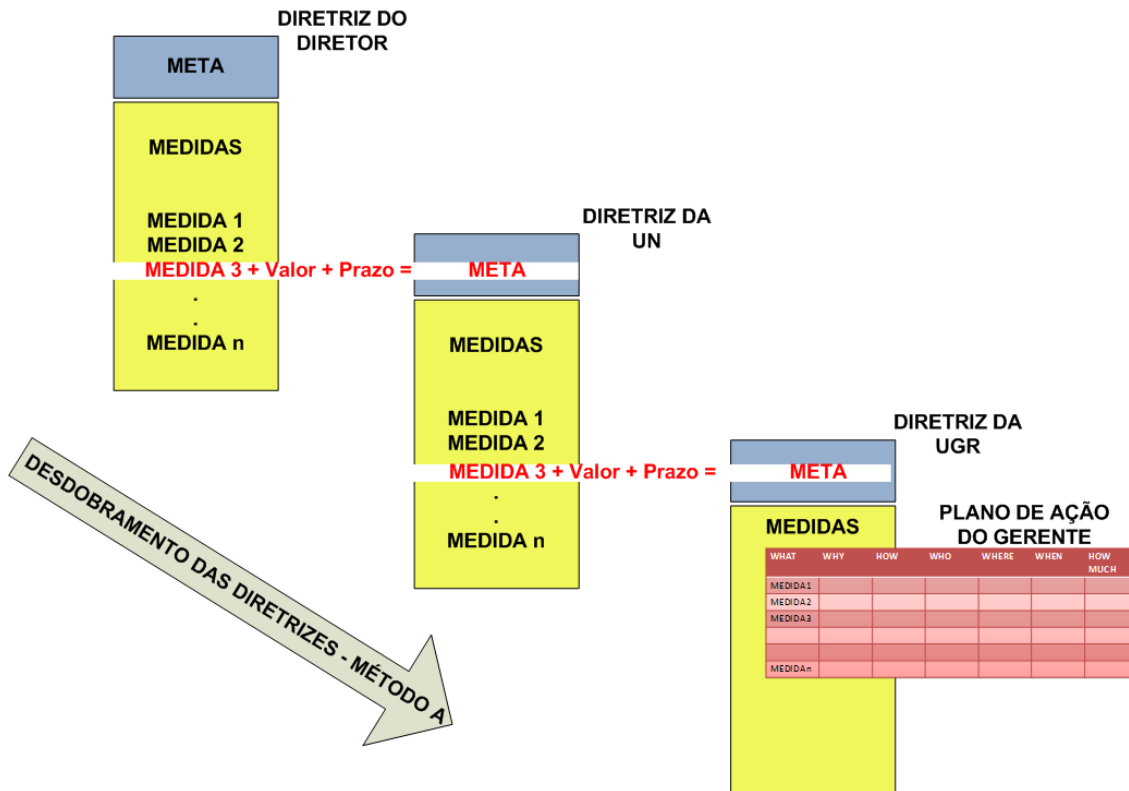 DIRETRIZ DO
DIRETOR
META
MEDIDAS
MEDIDA 1
MEDIDA 2
MEDIDA 3 + Valor + Prazo =
.
.
MEDIDA n
DIRETRIZ DA
UN
META
MEDIDAS
MEDIDA 1
MEDIDA 2
MEDIDA 3 + Valor + Prazo =
.
.
MEDIDA n
DIRETRIZ DA
UGR
META
MEDIDAS
PLANO DE AÇÃO
DO GERENTE
WHAT WHY HOW WHO WHERE WHEN HOW
MUCH
MEDIDA1
MEDIDA2
MEDIDA3
MEDIDAn
DESDOBRAMENTO DAS DIRETRIZES - MÉTODO A